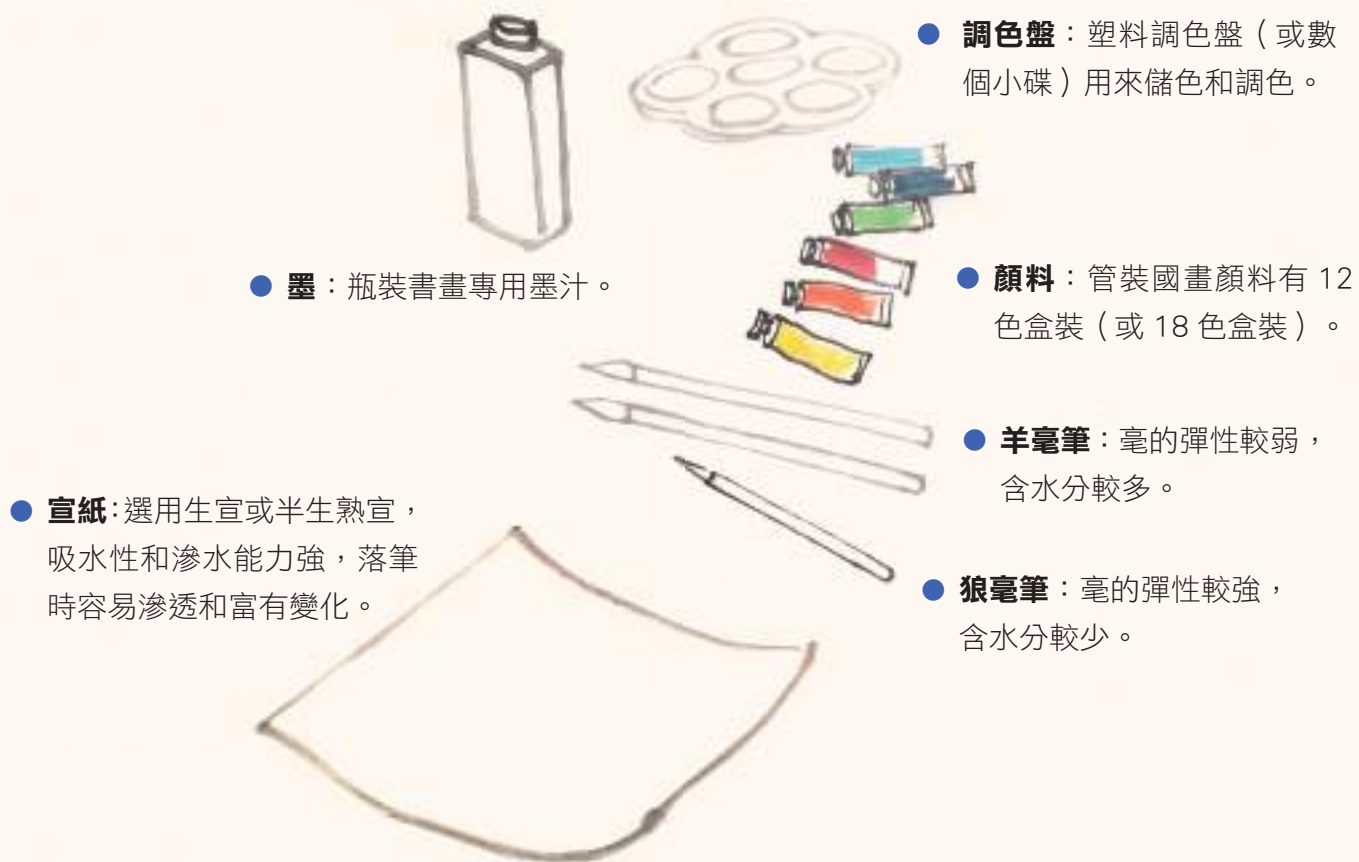 ● 調色盤：塑料調色盤（或數
個小碟）用來儲色和調色。
● 墨：瓶裝書畫專用墨汁。
● 顏料：管裝國畫顏料有 12
色盒裝（或 18 色盒裝）。
● 羊毫筆：毫的彈性較弱，
含水分較多。
● 宣紙：選用生宣或半生熟宣，
吸水性和滲水能力強，落筆
時容易滲透和富有變化。
● 狼毫筆：毫的彈性較強，
含水分較少。